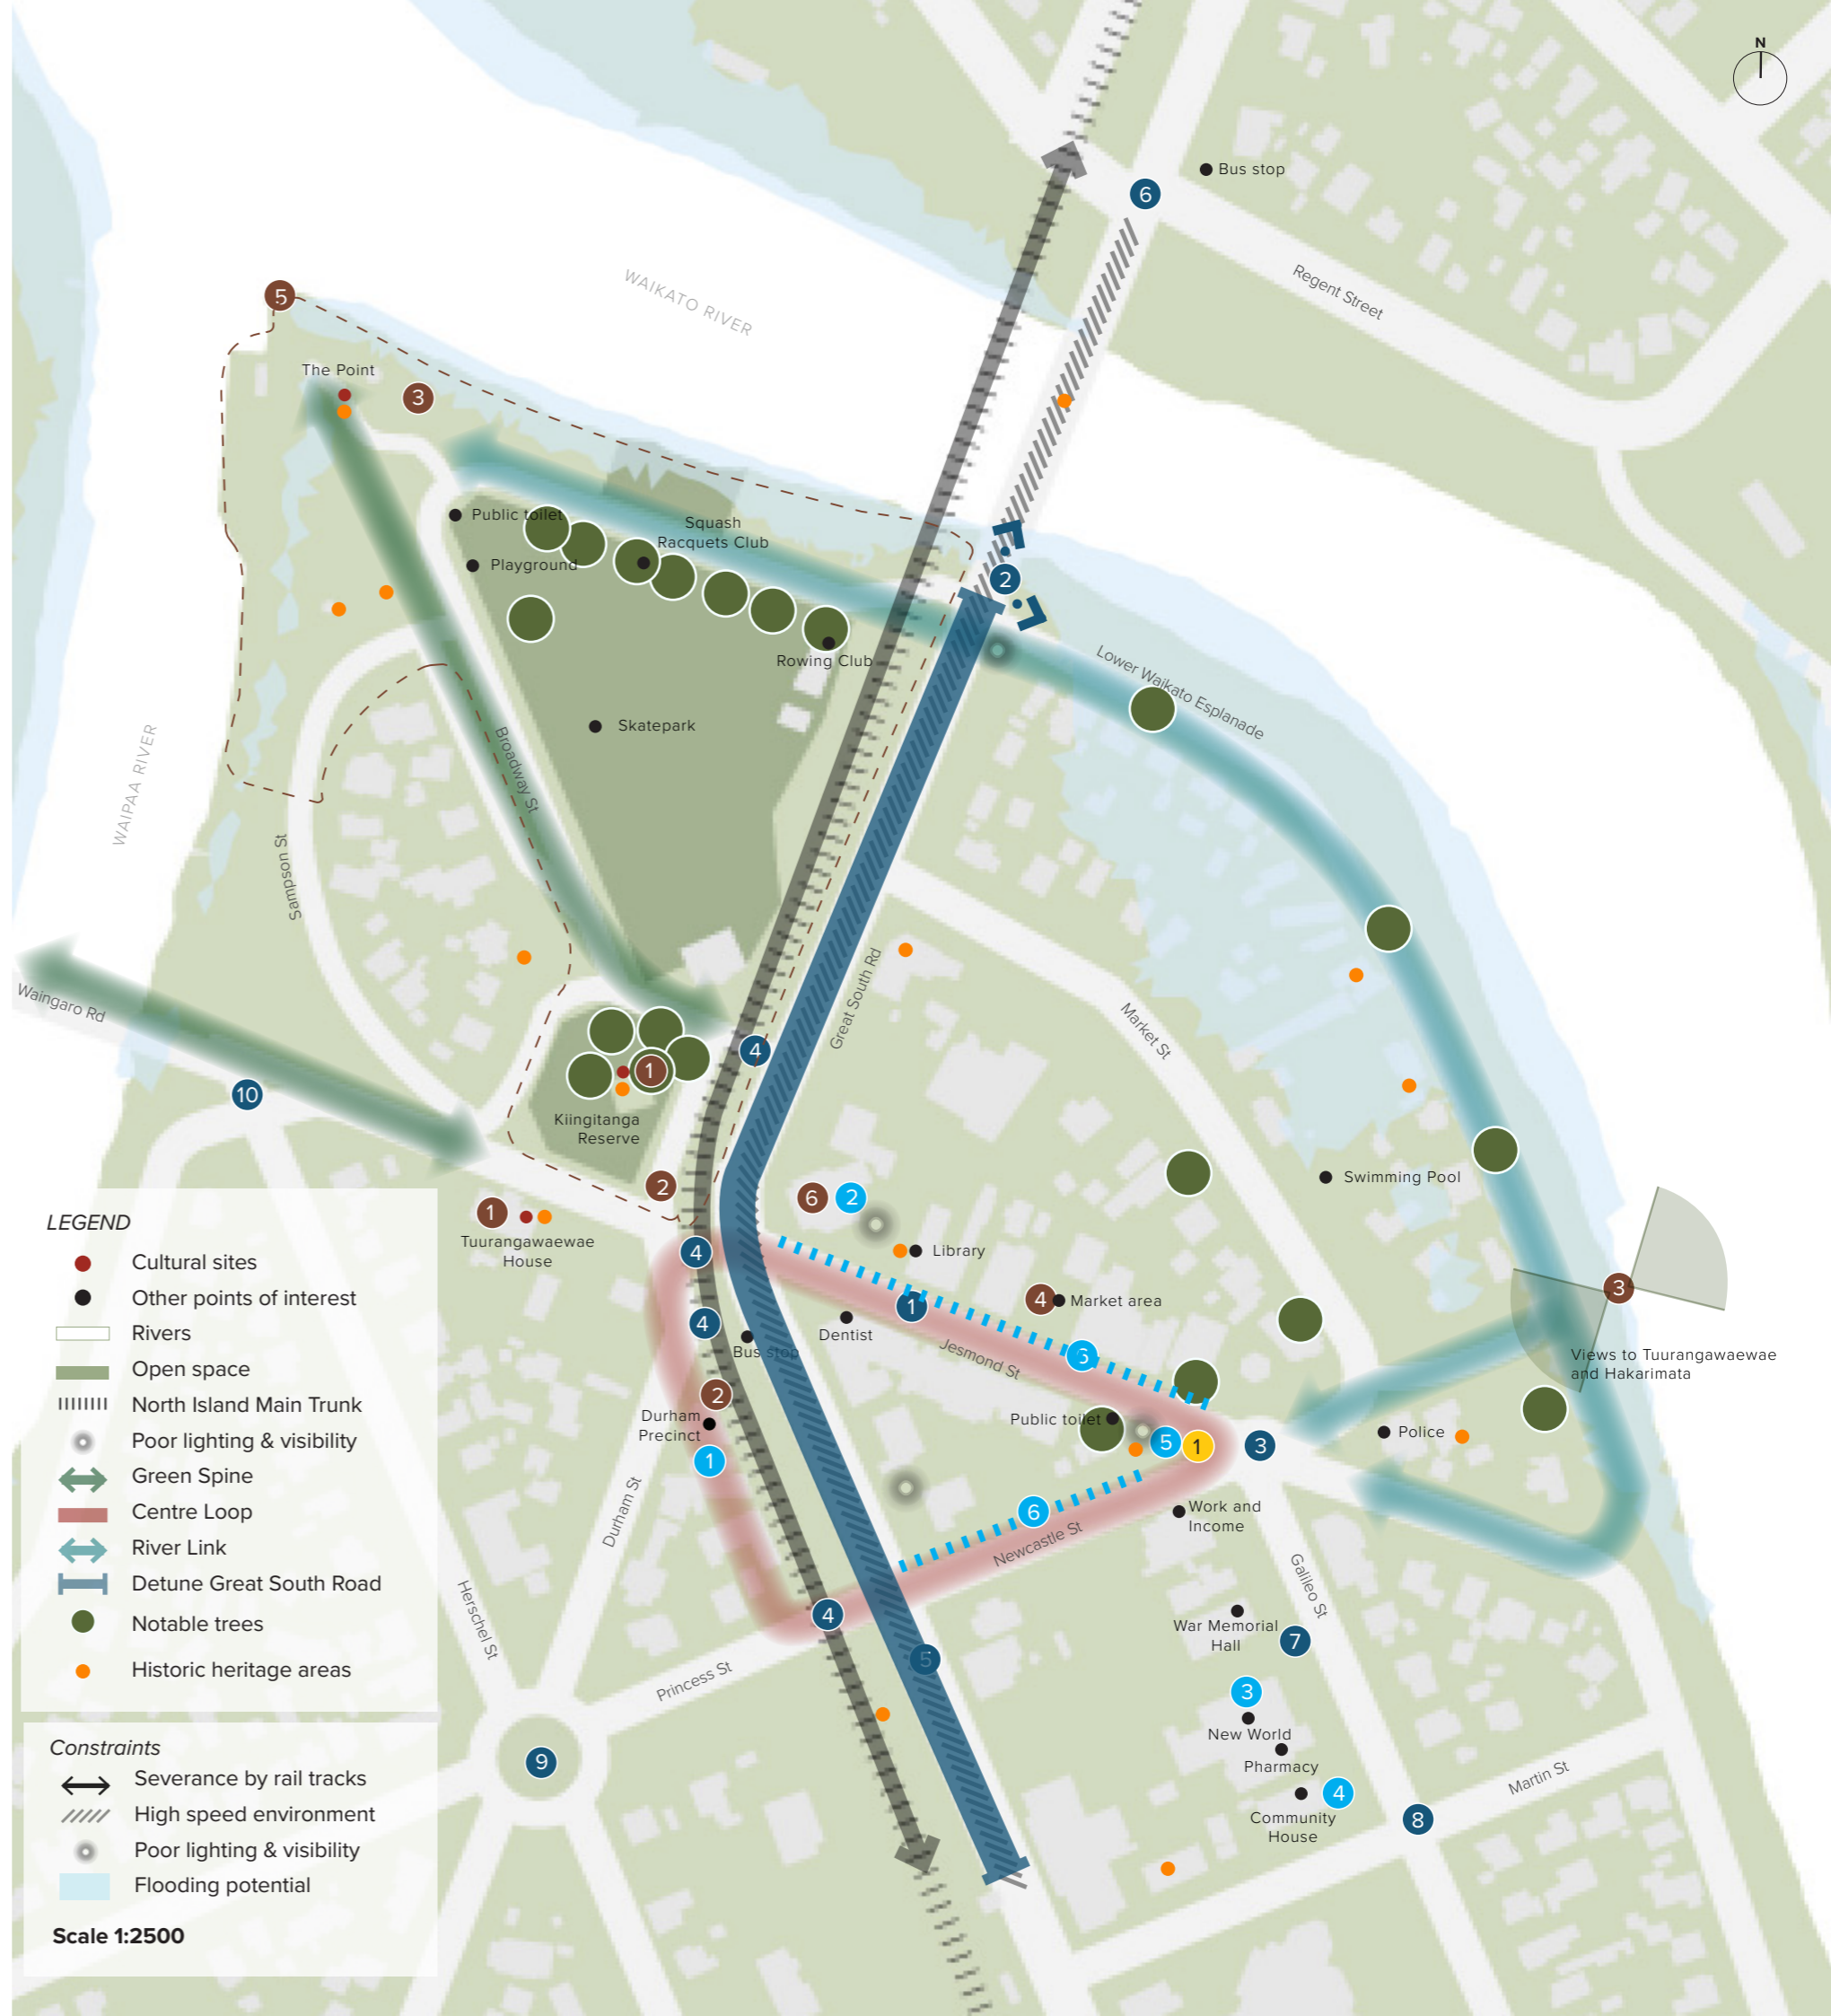 N
Bus stop
6
Regent Street
WAIKATO RIVER
5
The Point
3
Public toilet
Squash
Racquets Club
Playground
2
Rowing Club
Lower Waikato Esplanade
Skatepark
Broadway St
WAIPAA RIVER
Sampson St
Great South Rd
Waingaro Rd
Market St
4
1
10
Kiingitanga
Reserve
2
Swimming Pool
6
2
1
Tuurangawaewae
House
4
Library
3
4
Market area
1
4
Dentist
Bus stop
Jesmond St
6
Views to Tuurangawaewae
and Hakarimata
2
Durham
Precinct
Public toilet
5
1
3
Police
1
Durham St
6
Newcastle St
Work and
Income
Galileo St
Herschel St
4
War Memorial
Hall
7
5
Princess St
3
New World
Pharmacy
9
Community
House
4
8
Martin St
LEGEND
Cultural sites
Other points of interest
Rivers
Open space
North Island Main Trunk
Poor lighting & visibility
Green Spine
Centre Loop
River Link
Detune Great South Road
Notable trees
Historic heritage areas
Constraints
Severance by rail tracks
High speed environment
Poor lighting & visibility
Flooding potential
Scale 1:2500